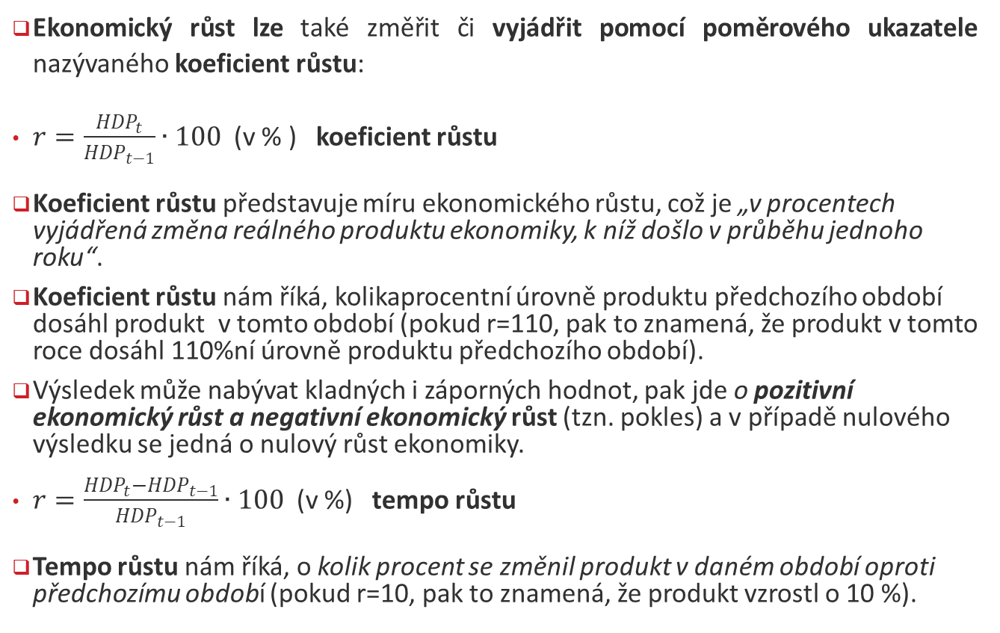 ❑Ekonomický růst lze také změřit či vyjádřit pomocí poměrového ukazatele
nazývaného koeficient růstu:
• r = HDP_t / HDP_{t−1} · 100 (v % ) koeficient růstu
❑Koeficient růstu představuje míru ekonomického růstu, což je „v procentech
vyjádřená změna reálného produktu ekonomiky, k níž došlo v průběhu jednoho
roku“.
❑Koeficient růstu nám říká, kolikaprocentní úrovně produktu předchozího období
dosáhl produkt v tomto období (pokud r=110, pak to znamená, že produkt v tomto
roce dosáhl 110%ní úrovně produktu předchozího období).
❑Výsledek může nabývat kladných i záporných hodnot, pak jde o pozitivní
ekonomický růst a negativní ekonomický růst (tzn. pokles) a v případě nulového
výsledku se jedná o nulový růst ekonomiky.
• r = HDP_t−HDP_{t−1} / HDP_{t−1} · 100 (v %) tempo růstu
❑Tempo růstu nám říká, o kolik procent se změnil produkt v daném období oproti
předchozímu období (pokud r=10, pak to znamená, že produkt vzrostl o 10 %).